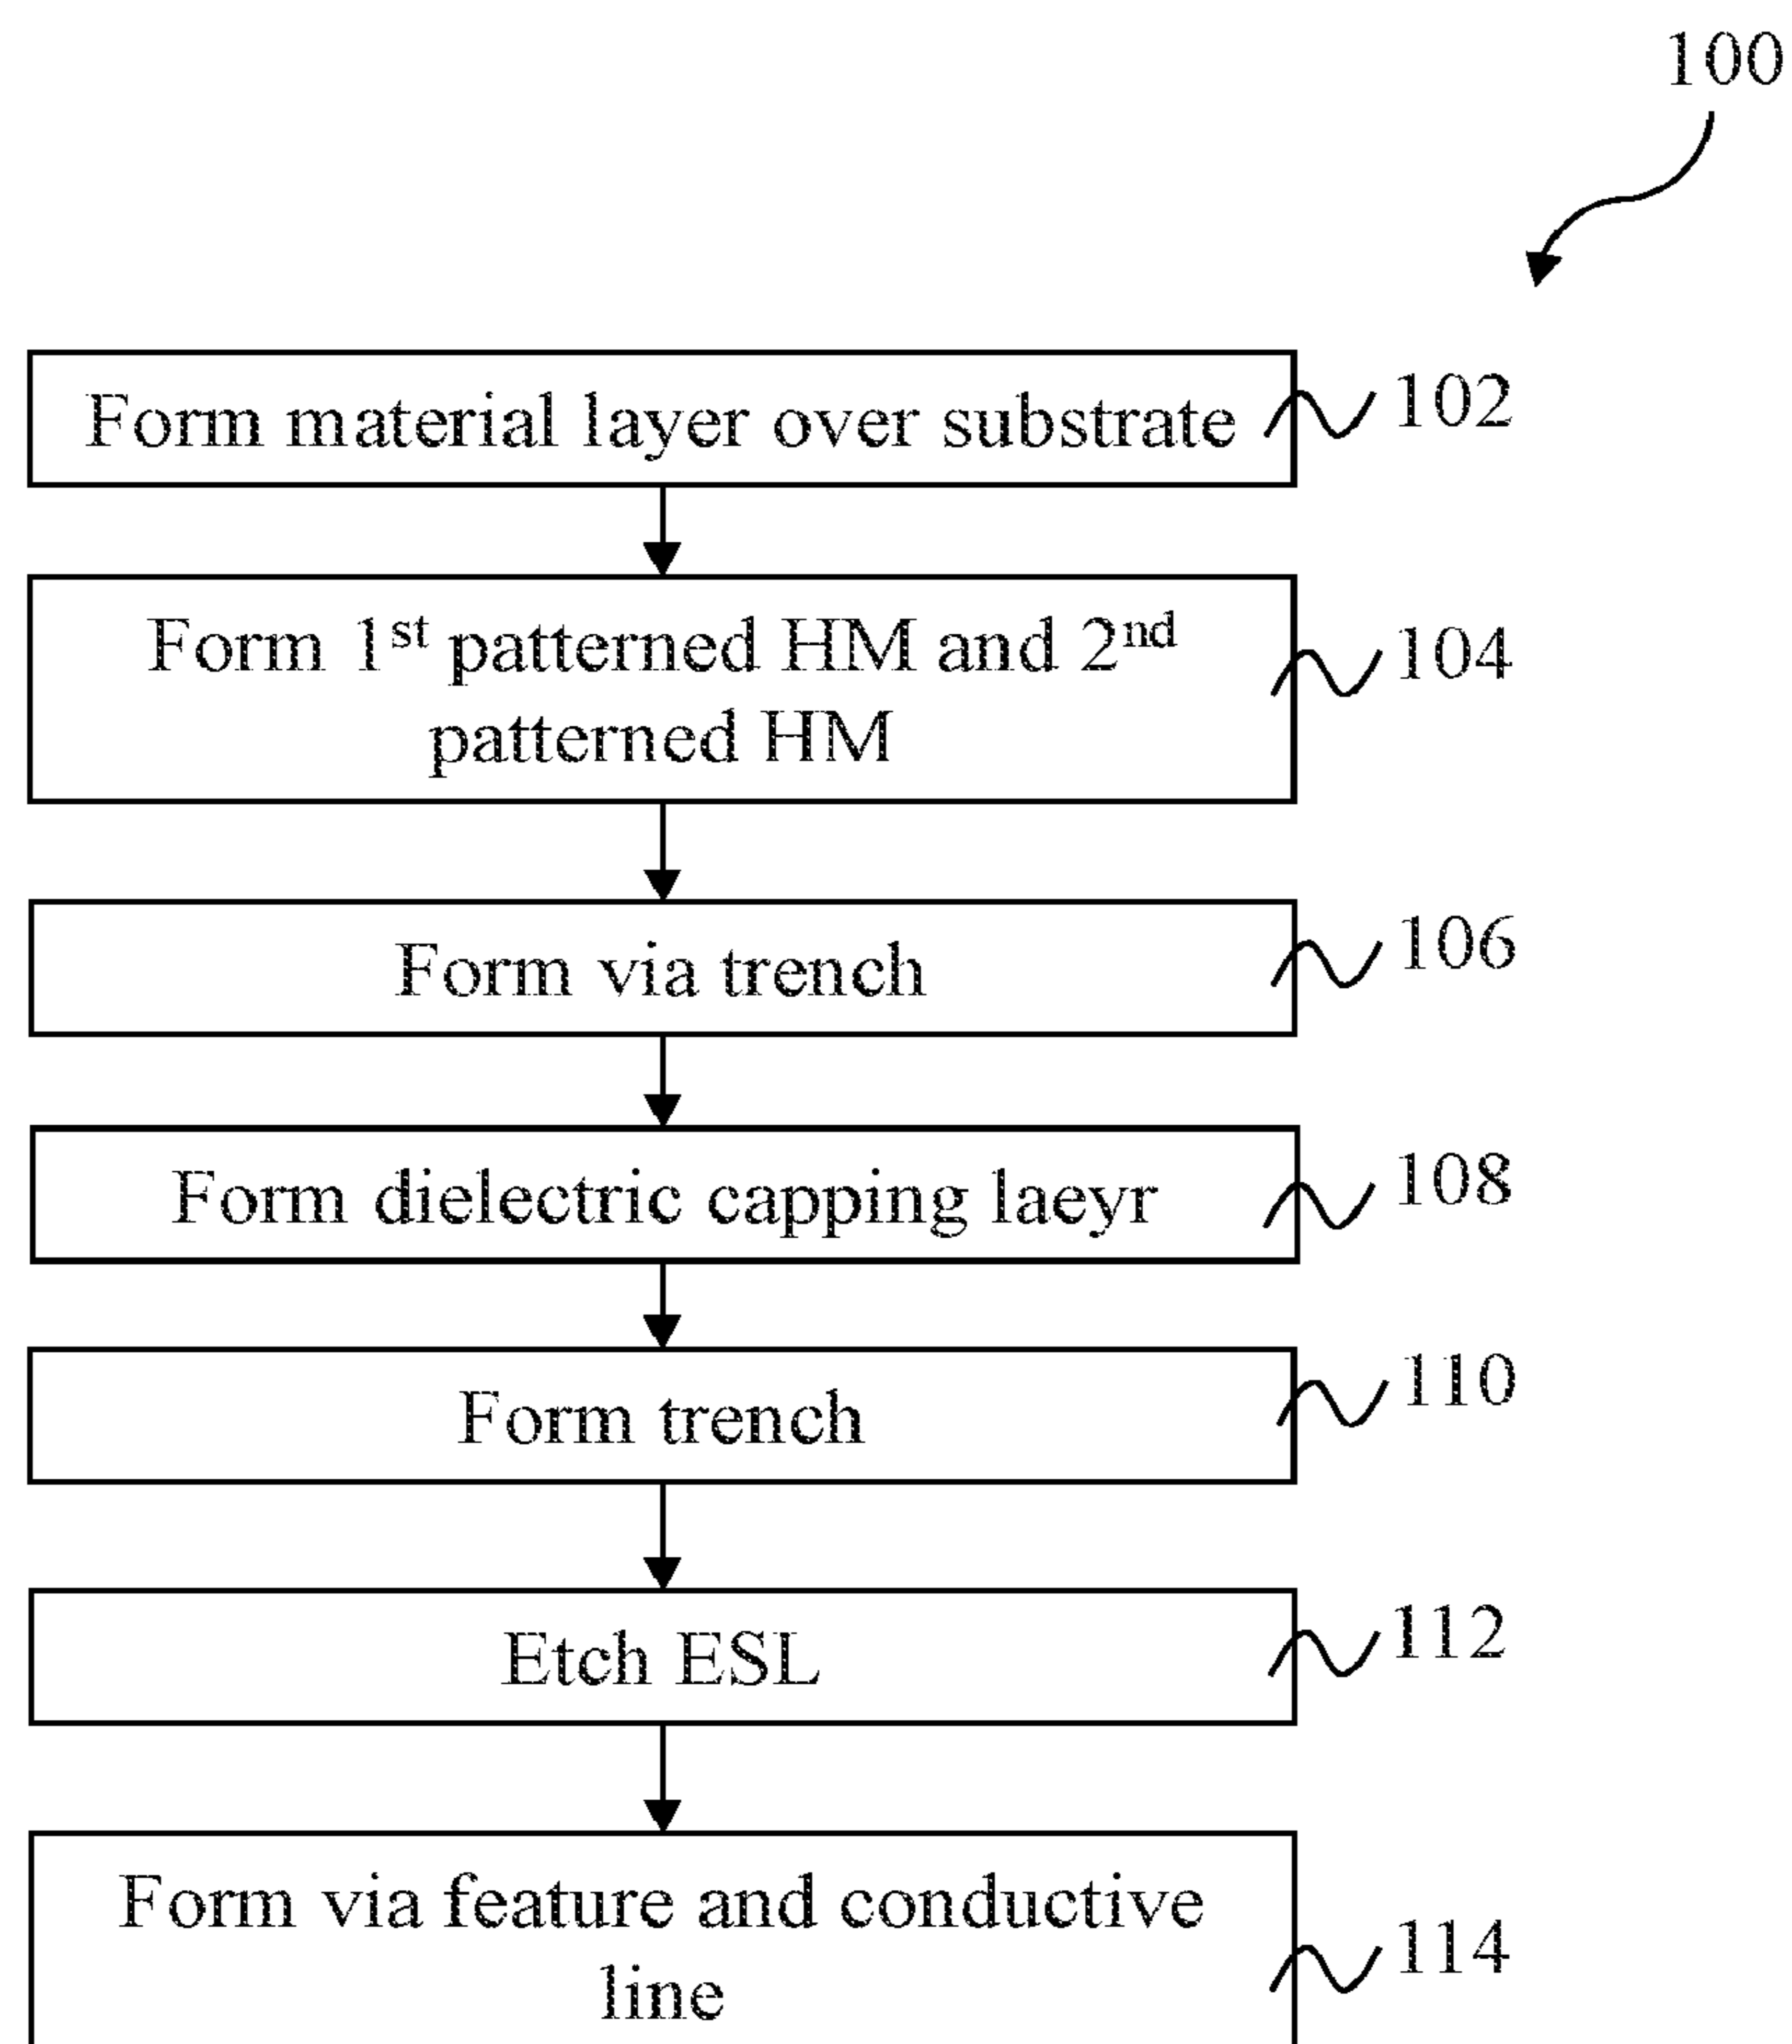 100
Form material layer over substrate
102
Form 1st patterned HM and 2nd
patterned HM
104
Form via trench
106
Form dielectric capping laeyr
108
Form trench
110
Etch ESL
112
Form via feature and conductive
line
114